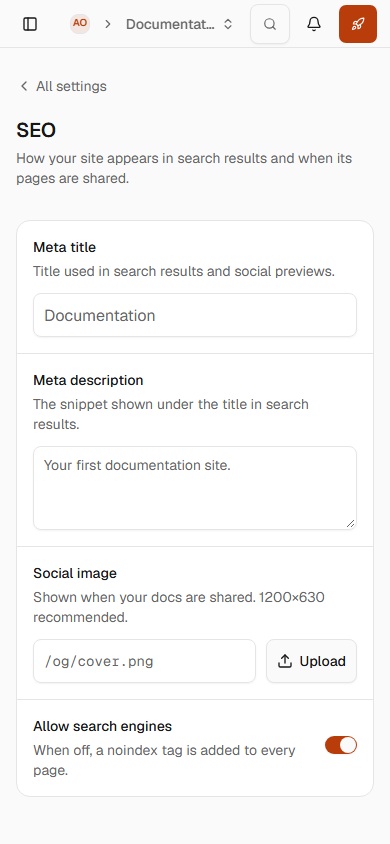 AO
Documentat...
All settings
SEO
How your site appears in search results and when its
pages are shared.
Meta title
Title used in search results and social previews.
Documentation
Meta description
The snippet shown under the title in search
results.
Your first documentation site.
Social image
Shown when your docs are shared. 1200×630
recommended.
/og/cover.png
Upload
Allow search engines
When off, a noindex tag is added to every
page.